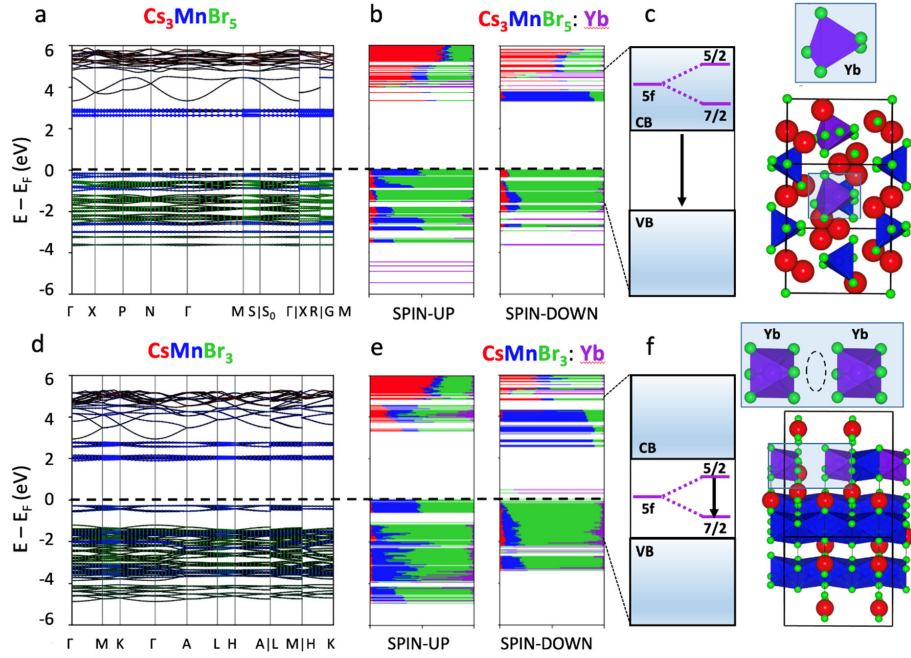 a
Cs3MnBr5
b
Cs3MnBr5: Yb
c
Yb
E – EF (eV)
6
4
2
0
-2
-4
-6
Γ X P N Γ M S|S0 Γ|X R|G M
SPIN-UP
SPIN-DOWN
5/2
5f
7/2
CB
VB
d
CsMnBr3
e
CsMnBr3: Yb
f
Yb Yb
E – EF (eV)
6
4
2
0
-2
-4
-6
Γ M K Γ A L H A|L M|H K
SPIN-UP
SPIN-DOWN
CB
5/2
5f
7/2
VB